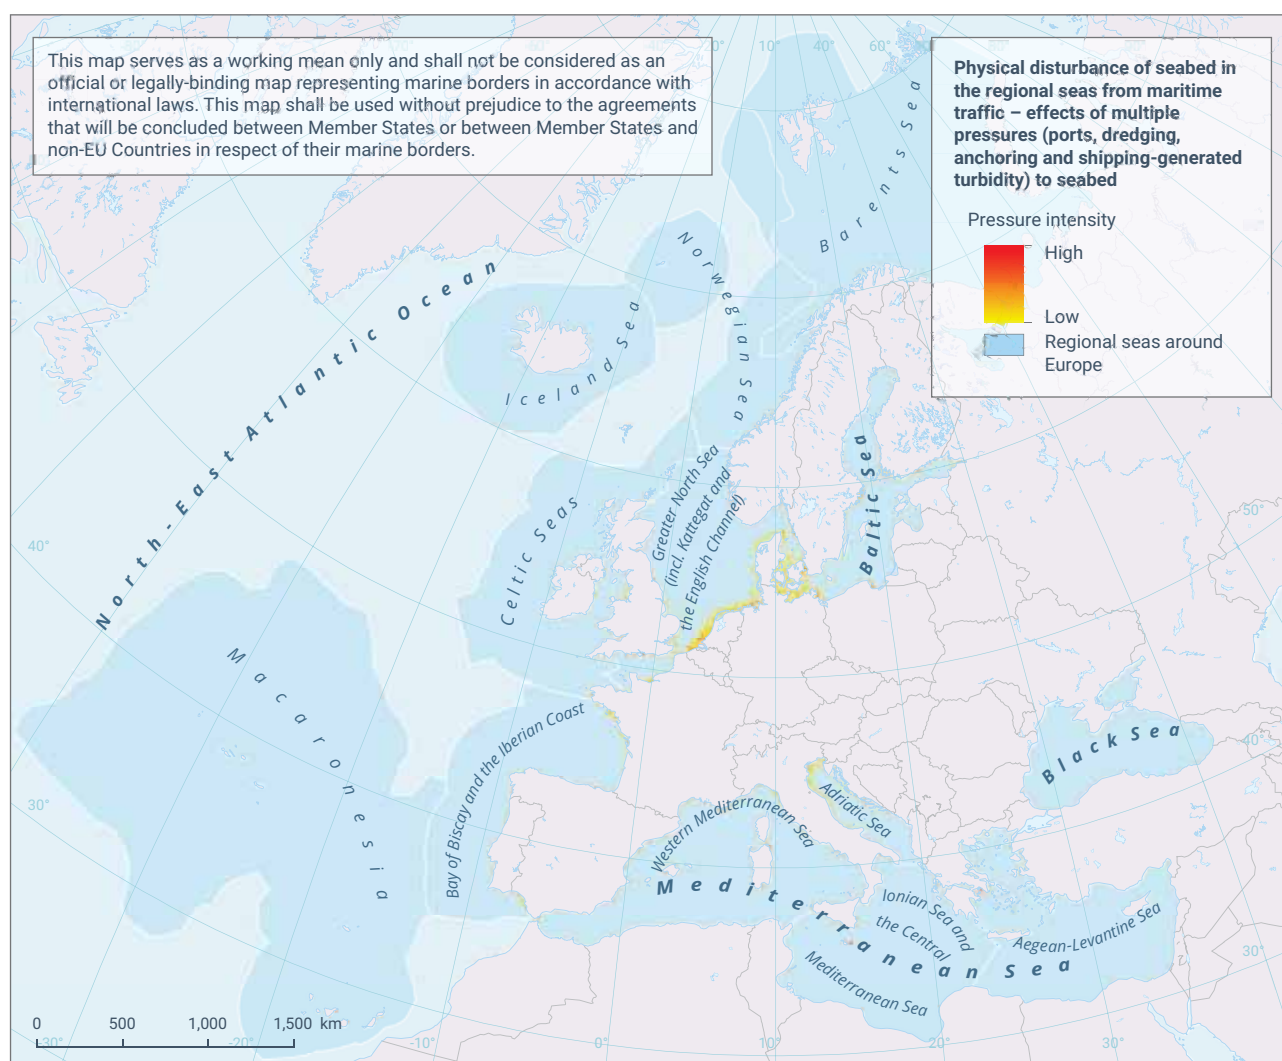 This map serves as a working mean only and shall not be considered as an
official or legally-binding map representing marine borders in accordance with
international laws. This map shall be used without prejudice to the agreements
that will be concluded between Member States or between Member States and
non-EU Countries in respect of their marine borders.
Physical disturbance of seabed in
the regional seas from maritime
traffic – effects of multiple
pressures (ports, dredging,
anchoring and shipping-generated
turbidity) to seabed
Pressure intensity
High
Low
Regional seas around
Europe
10°
40°
60°
Barents Sea
Norwegian Sea
Iceland Sea
North-East Atlantic Ocean
Greater North Sea
(incl. Kattegat and
the English Channel)
Baltic Sea
Celtic Seas
50°
40°
Macaronesia
Bay of Biscay and the Iberian Coast
Black Sea
40°
30°
Adriatic Sea
Western Mediterranean Sea
Mediterranean Sea
Ionian Sea and
the Central
Mediterranean Sea
Aegean-Levantine Sea
30°
0
500
1,000
1,500 km
-30°
-20°
-10°
0°
10°
20°
30°